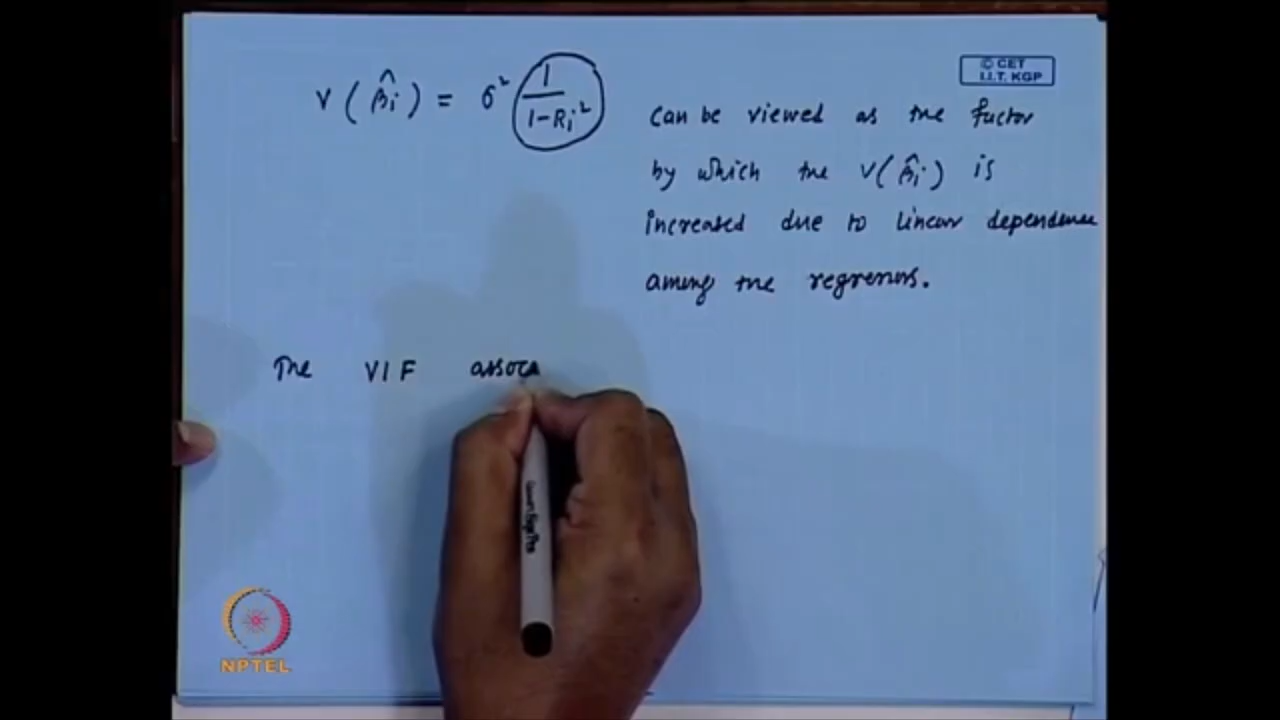 V(β̂i) = σ² 1/(1-Ri²)
© CET
I.I.T. KGP
can be viewed as the factor
by which the V(β̂i) is
increased due to linear dependence
among the regressors.
The VIF assoc
NPTEL